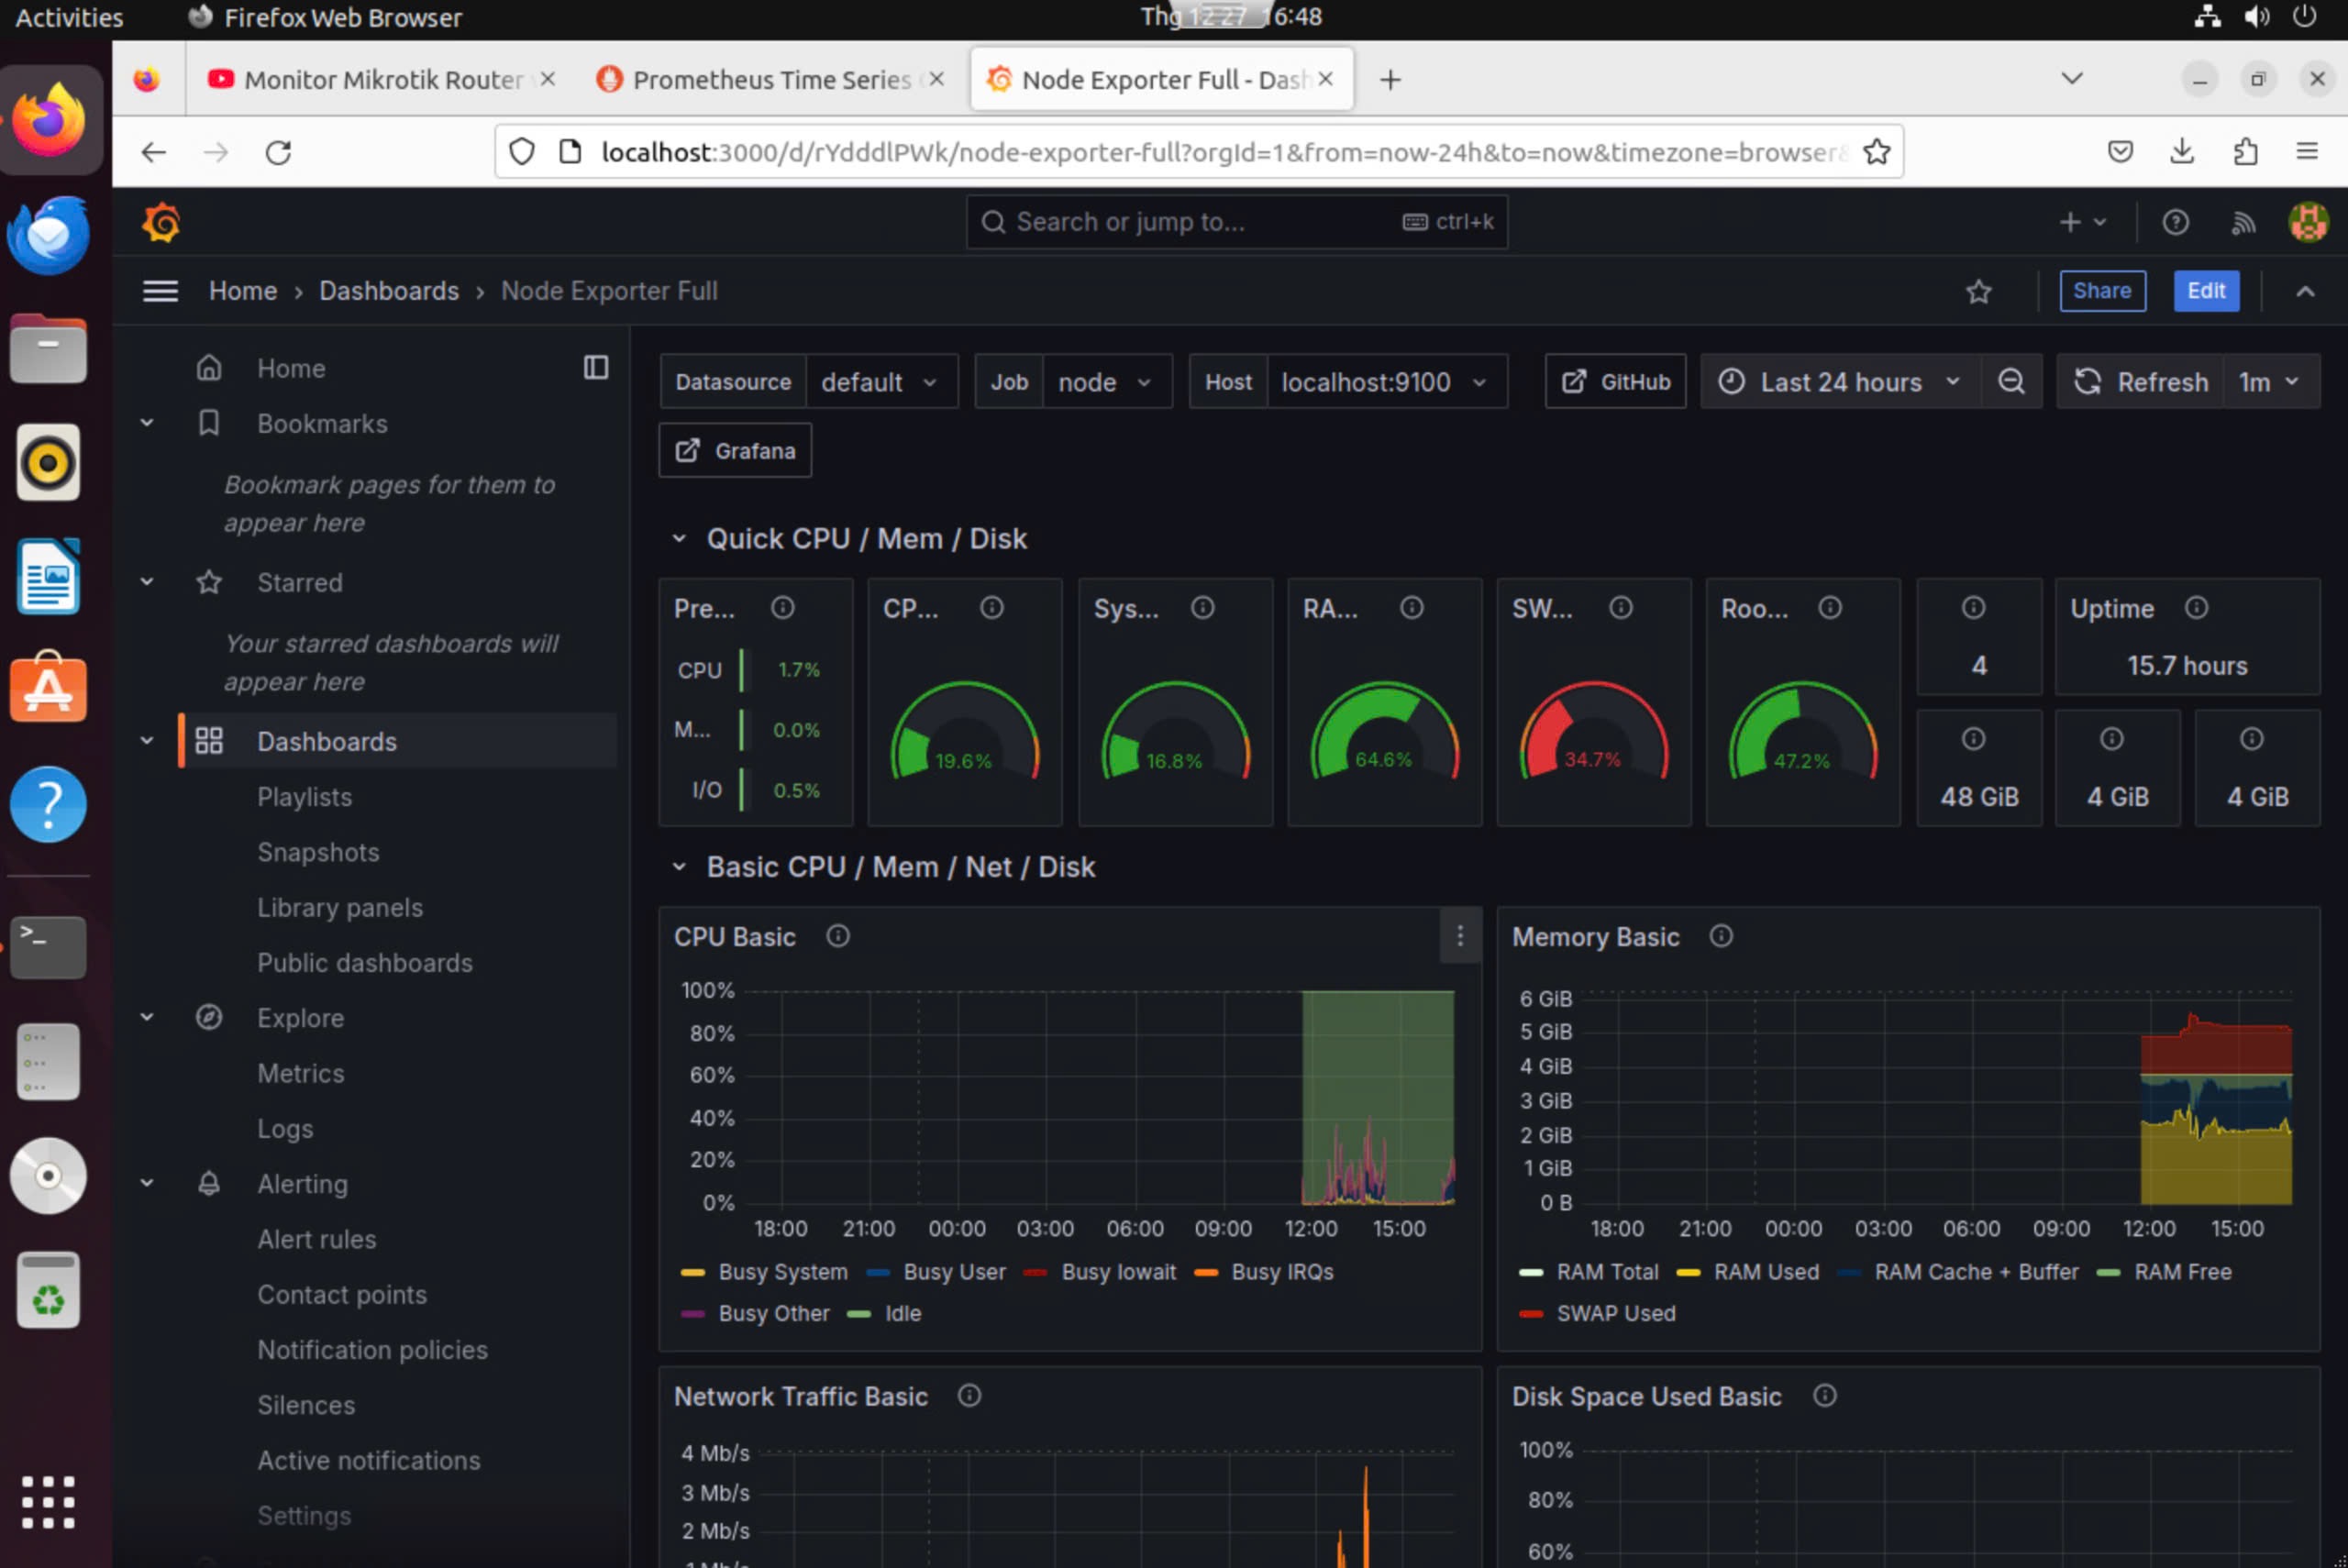 Activities
Firefox Web Browser
Thg 12 27 16:48
Monitor Mikrotik Router
Prometheus Time Series
Node Exporter Full - Dash
localhost:3000/d/rYdddlPWk/node-exporter-full?orgId=1&from=now-24h&to=now&timezone=browser&
Search or jump to...
ctrl+k
Home › Dashboards › Node Exporter Full
Share
Edit
Home
Bookmarks
Bookmark pages for them to
appear here
Starred
Your starred dashboards will
appear here
Dashboards
Playlists
Snapshots
Library panels
Public dashboards
Explore
Metrics
Logs
Alerting
Alert rules
Contact points
Notification policies
Silences
Active notifications
Settings
Datasource default
Job node
Host localhost:9100
GitHub
Last 24 hours
Refresh 1m
Grafana
Quick CPU / Mem / Disk
Pre...
CPU 1.7%
M... 0.0%
I/O 0.5%
CP...
19.6%
Sys...
16.8%
RA...
64.6%
SW...
34.7%
Roo...
47.2%
4
Uptime
15.7 hours
48 GiB
4 GiB
4 GiB
Basic CPU / Mem / Net / Disk
CPU Basic
100%
80%
60%
40%
20%
0%
18:00 21:00 00:00 03:00 06:00 09:00 12:00 15:00
Busy System Busy User Busy Iowait Busy IRQs
Busy Other Idle
Memory Basic
6 GiB
5 GiB
4 GiB
3 GiB
2 GiB
1 GiB
0 B
18:00 21:00 00:00 03:00 06:00 09:00 12:00 15:00
RAM Total RAM Used RAM Cache + Buffer RAM Free
SWAP Used
Network Traffic Basic
4 Mb/s
3 Mb/s
2 Mb/s
1 Mb/s
Disk Space Used Basic
100%
80%
60%